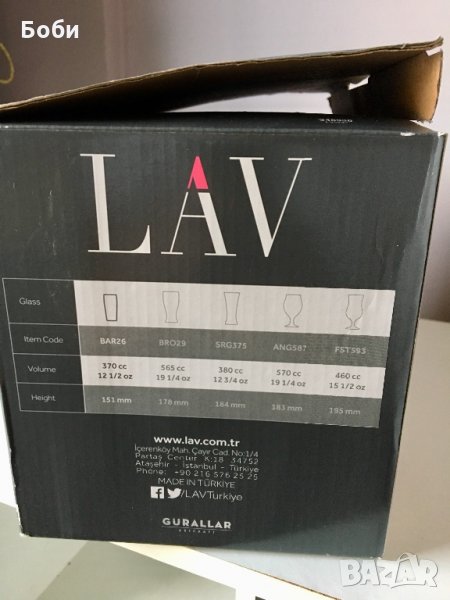 Боби
LAV
Glass
Item Code BAR26 BRO29 SRG375 ANG587 FST593
Volume 370 cc 565 cc 380 cc 570 cc 460 cc
12 1/2 oz 19 1/4 oz 12 3/4 oz 19 1/4 oz 15 1/2 oz
Height 151 mm 178 mm 184 mm 183 mm 195 mm
www.lav.com.tr
İçerenköy Mah. Çayır Cad. No:1/4
Partaş Center K:18 34752
Ataşehir - İstanbul - Türkiye
Phone: +90 216 576 25 25
MADE IN TÜRKİYE
/LAVTurkiye
GURALLAR
BAZAR